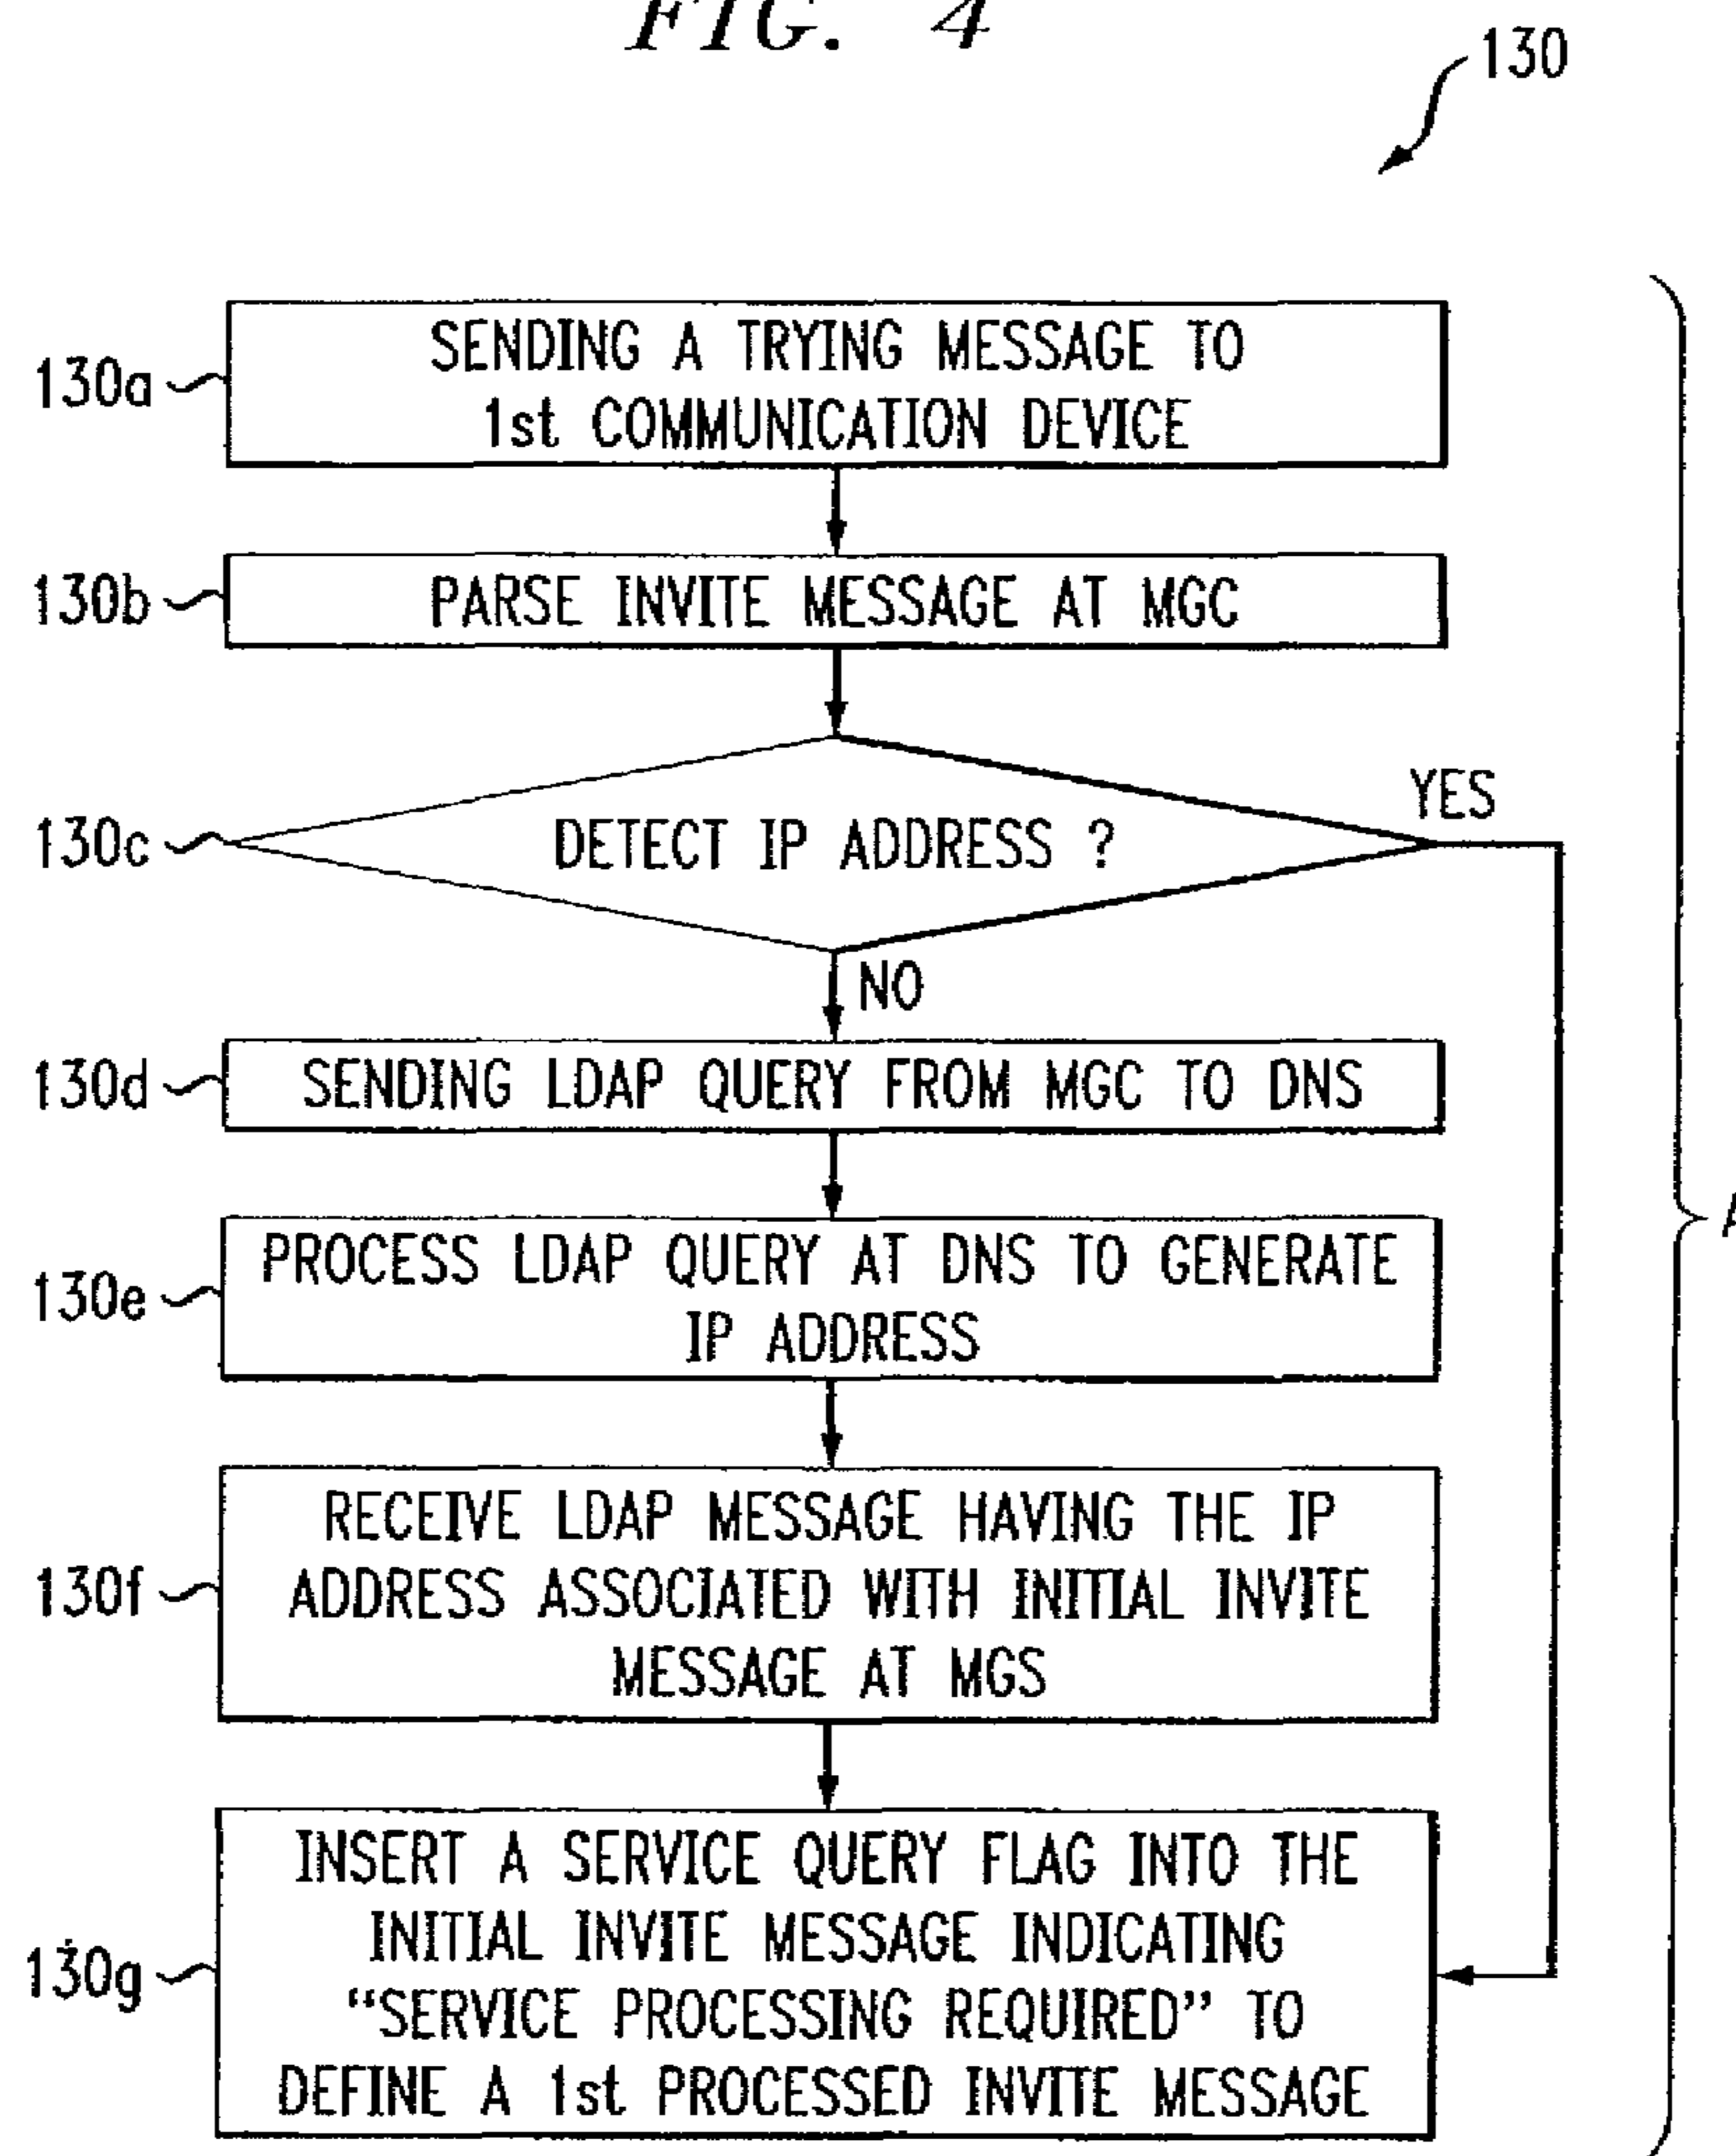 FIG. 4
130
130a
SENDING A TRYING MESSAGE TO
1st COMMUNICATION DEVICE
130b
PARSE INVITE MESSAGE AT MGC
130c
DETECT IP ADDRESS ?
YES
NO
130d
SENDING LDAP QUERY FROM MGC TO DNS
130e
PROCESS LDAP QUERY AT DNS TO GENERATE
IP ADDRESS
130f
RECEIVE LDAP MESSAGE HAVING THE IP
ADDRESS ASSOCIATED WITH INITIAL INVITE
MESSAGE AT MGS
130g
INSERT A SERVICE QUERY FLAG INTO THE
INITIAL INVITE MESSAGE INDICATING
“SERVICE PROCESSING REQUIRED” TO
DEFINE A 1st PROCESSED INVITE MESSAGE